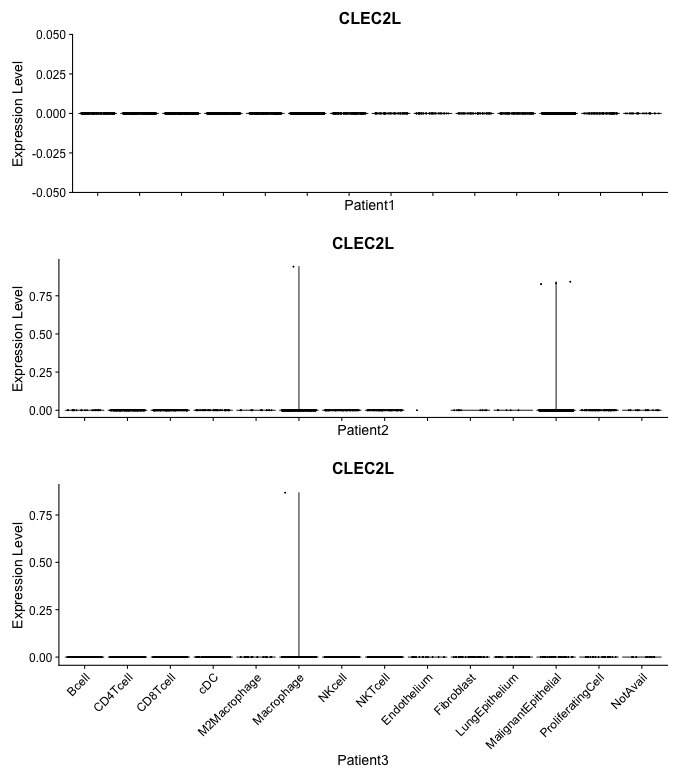 CLEC2L
Expression Level
0.050
0.025
0.000
-0.025
-0.050
Patient1
CLEC2L
Expression Level
0.75
0.50
0.25
0.00
Patient2
CLEC2L
Expression Level
0.75
0.50
0.25
0.00
Bcell
CD4Tcell
CD8Tcell
cDC
M2Macrophage
Macrophage
NKcell
NKTcell
Endothelium
Fibroblast
LungEpithelium
MalignantEpithelial
ProliferatingCell
NotAvail
Patient3